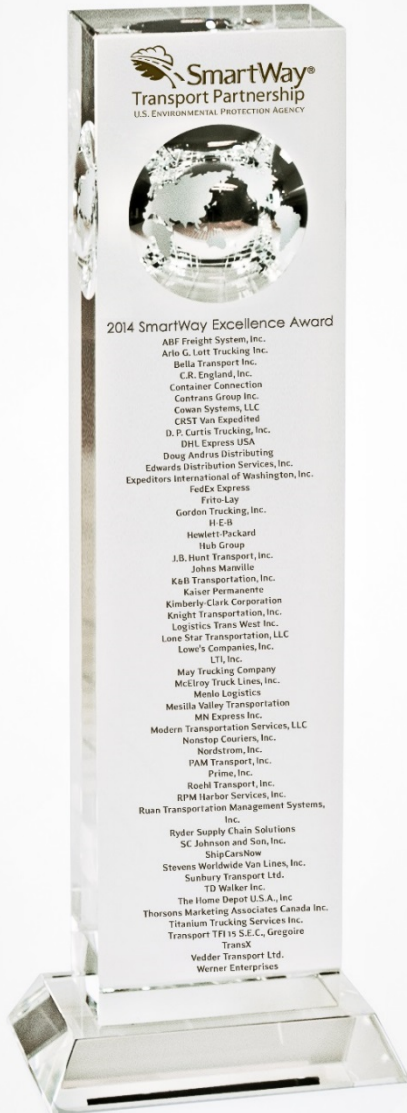 SmartWay®
Transport Partnership
U.S. ENVIRONMENTAL PROTECTION AGENCY
2014 SmartWay Excellence Award
ABF Freight System, Inc.
Arlo G. Lott Trucking Inc.
Bella Transport Inc.
C.R. England, Inc.
Container Connection
Contrans Group Inc.
Cowan Systems, LLC
CRST Van Expedited
D. P. Curtis Trucking, Inc.
DHL Express USA
Doug Andrus Distributing
Edwards Distribution Services, Inc.
Expeditors International of Washington, Inc.
FedEx Express
Frito-Lay
Gordon Trucking, Inc.
H-E-B
Hewlett-Packard
Hub Group
J.B. Hunt Transport, Inc.
Johns Manville
K&B Transportation, Inc.
Kaiser Permanente
Kimberly-Clark Corporation
Knight Transportation, Inc.
Logistics Trans West Inc.
Lone Star Transportation, LLC
Lowe's Companies, Inc.
LTI, Inc.
May Trucking Company
McElroy Truck Lines, Inc.
Menlo Logistics
Mesilla Valley Transportation
MN Express Inc.
Modern Transportation Services, LLC
Nonstop Couriers, Inc.
Nordstrom, Inc.
PAM Transport, Inc.
Prime, Inc.
Roehl Transport, Inc.
RPM Harbor Services, Inc.
Ruan Transportation Management Systems,
Inc.
Ryder Supply Chain Solutions
SC Johnson and Son, Inc.
ShipCarsNow
Stevens Worldwide Van Lines, Inc.
Sunbury Transport Ltd.
TD Walker Inc.
The Home Depot U.S.A., Inc
Thorsons Marketing Associates Canada Inc.
Titanium Trucking Services Inc.
Transport TFI 15 S.E.C., Gregoire
TransX
Vedder Transport Ltd.
Werner Enterprises